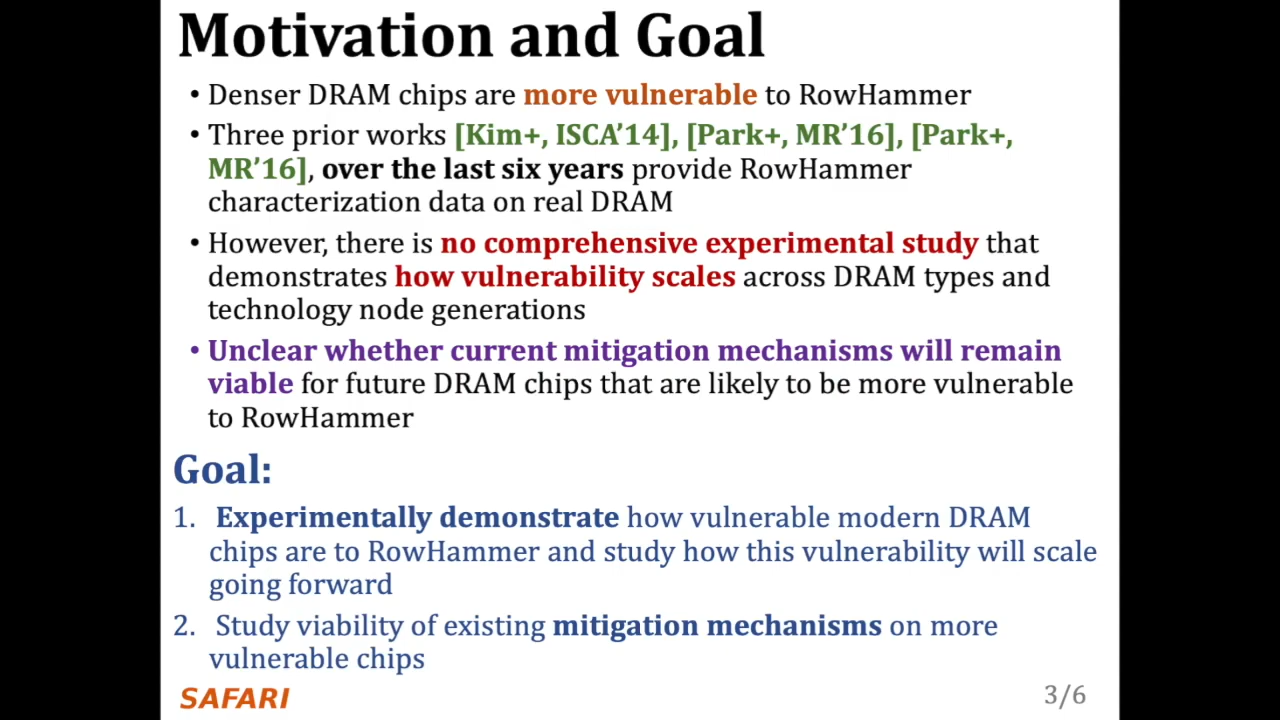 Motivation and Goal
• Denser DRAM chips are more vulnerable to RowHammer
• Three prior works [Kim+, ISCA’14], [Park+, MR’16], [Park+,
MR’16], over the last six years provide RowHammer
characterization data on real DRAM
• However, there is no comprehensive experimental study that
demonstrates how vulnerability scales across DRAM types and
technology node generations
• Unclear whether current mitigation mechanisms will remain
viable for future DRAM chips that are likely to be more vulnerable
to RowHammer
Goal:
1. Experimentally demonstrate how vulnerable modern DRAM
chips are to RowHammer and study how this vulnerability will scale
going forward
2. Study viability of existing mitigation mechanisms on more
vulnerable chips
SAFARI
3/6